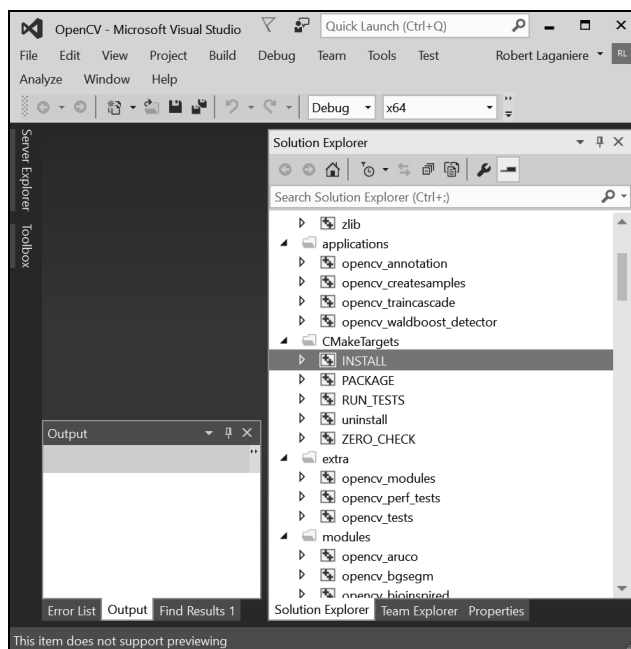 OpenCV - Microsoft Visual Studio
Quick Launch (Ctrl+Q)
File Edit View Project Build Debug Team Tools Test Robert Laganiere RL
Analyze Window Help
Debug x64
Server Explorer
Toolbox
Solution Explorer
Search Solution Explorer (Ctrl+;)
zlib
applications
opencv_annotation
opencv_createsamples
opencv_traincascade
opencv_waldboost_detector
CMakeTargets
INSTALL
PACKAGE
RUN_TESTS
uninstall
ZERO_CHECK
extra
opencv_modules
opencv_perf_tests
opencv_tests
modules
opencv_aruco
opencv_bgsegm
opencv_bioinspired
Output
Error List Output Find Results 1
Solution Explorer Team Explorer Properties
This item does not support previewing